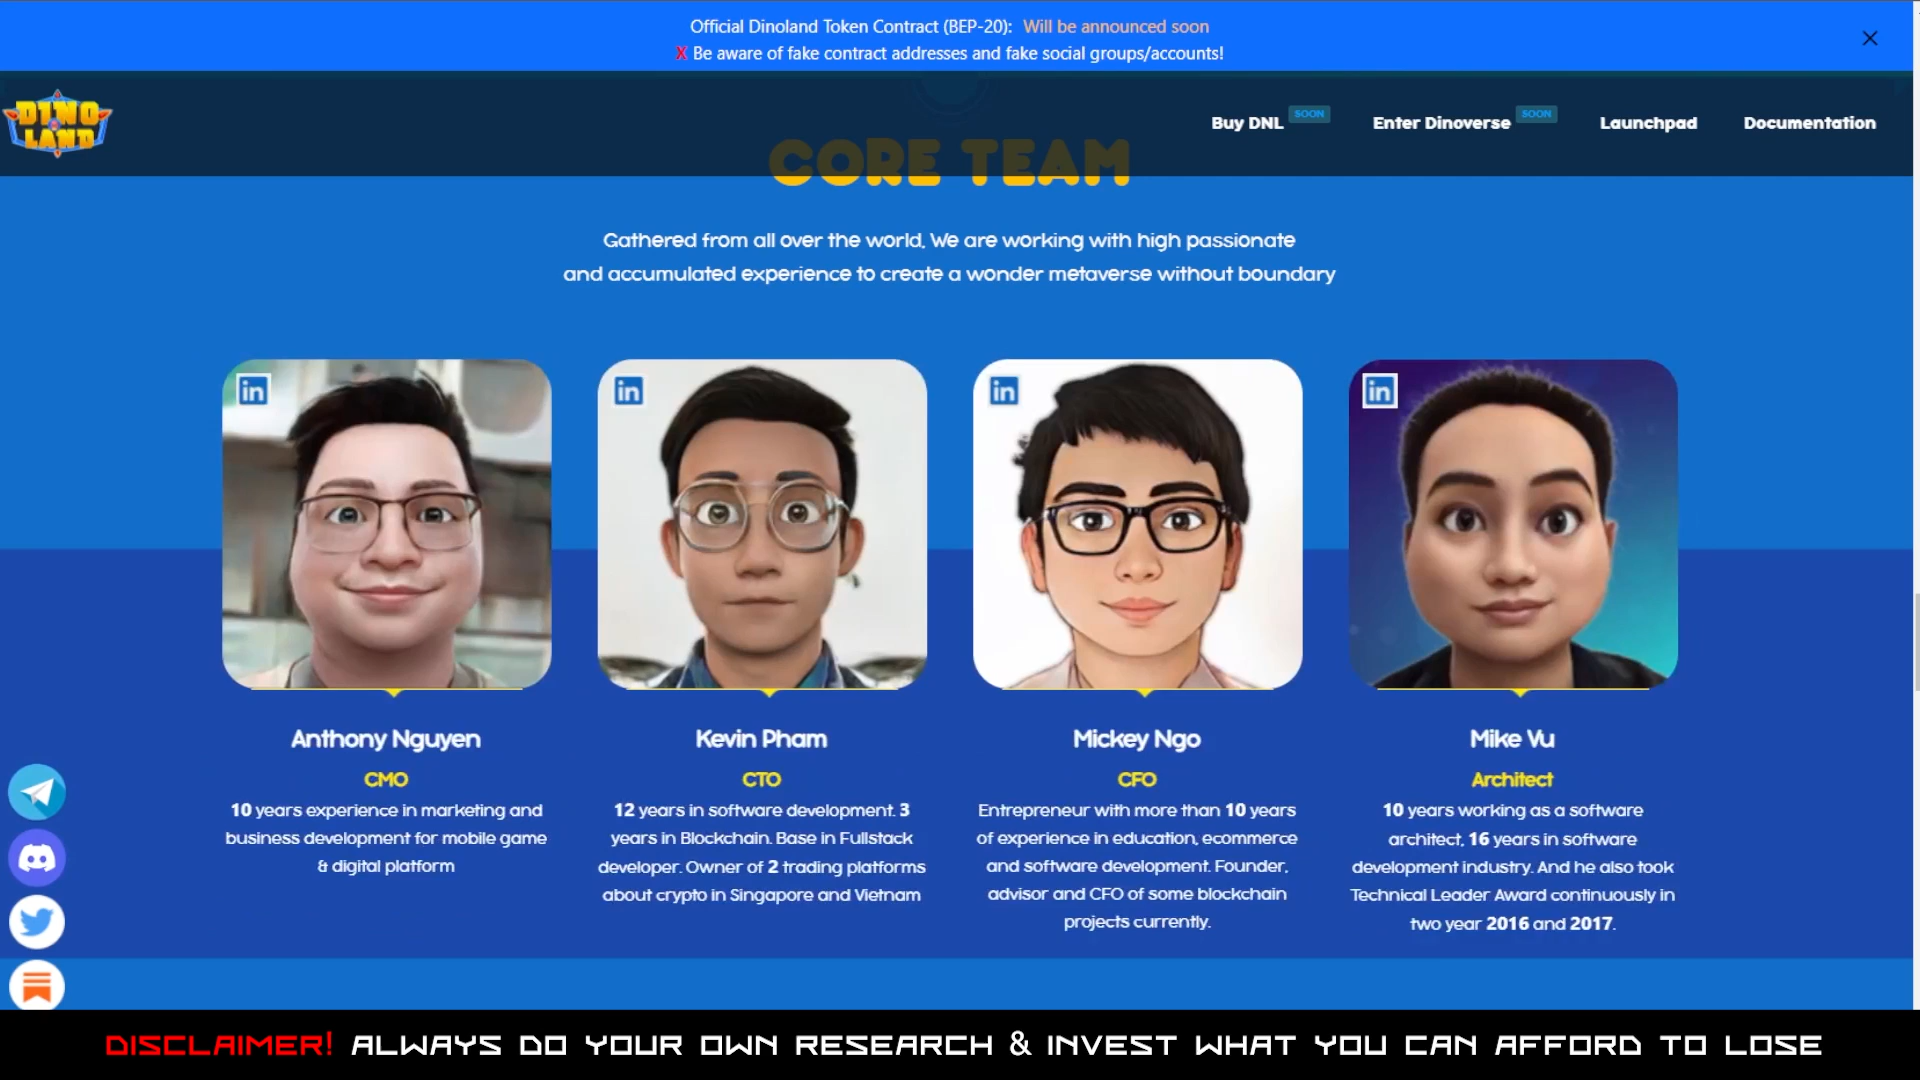 Official Dinoland Token Contract (BEP-20): Will be announced soon
X Be aware of fake contract addresses and fake social groups/accounts!
DINO
LAND
Buy DNL SOON
Enter Dinoverse SOON
Launchpad
Documentation
CORE TEAM
Gathered from all over the world, We are working with high passionate
and accumulated experience to create a wonder metaverse without boundary
in
in
in
in
Anthony Nguyen
CMO
10 years experience in marketing and
business development for mobile game
& digital platform
Kevin Pham
CTO
12 years in software development. 3
years in Blockchain. Base in Fullstack
developer. Owner of 2 trading platforms
about crypto in Singapore and Vietnam
Mickey Ngo
CFO
Entrepreneur with more than 10 years
of experience in education, ecommerce
and software development. Founder,
advisor and CFO of some blockchain
projects currently.
Mike Vu
Architect
10 years working as a software
architect, 16 years in software
development industry. And he also took
Technical Leader Award continuously in
two year 2016 and 2017.
DISCLAIMER! ALWAYS DO YOUR OWN RESEARCH & INVEST WHAT YOU CAN AFFORD TO LOSE